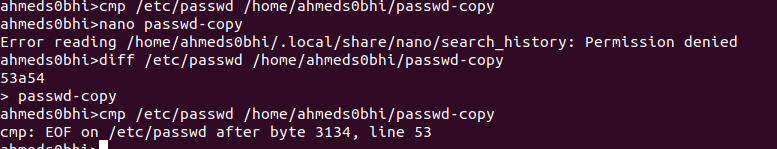 ahmeds0bhi>cmp /etc/passwd /home/ahmeds0bhi/passwd-copy
ahmeds0bhi>nano passwd-copy
Error reading /home/ahmeds0bhi/.local/share/nano/search_history: Permission denied
ahmeds0bhi>diff /etc/passwd /home/ahmeds0bhi/passwd-copy
53a54
> passwd-copy
ahmeds0bhi>cmp /etc/passwd /home/ahmeds0bhi/passwd-copy
cmp: EOF on /etc/passwd after byte 3134, line 53
ahmeds0bhi>